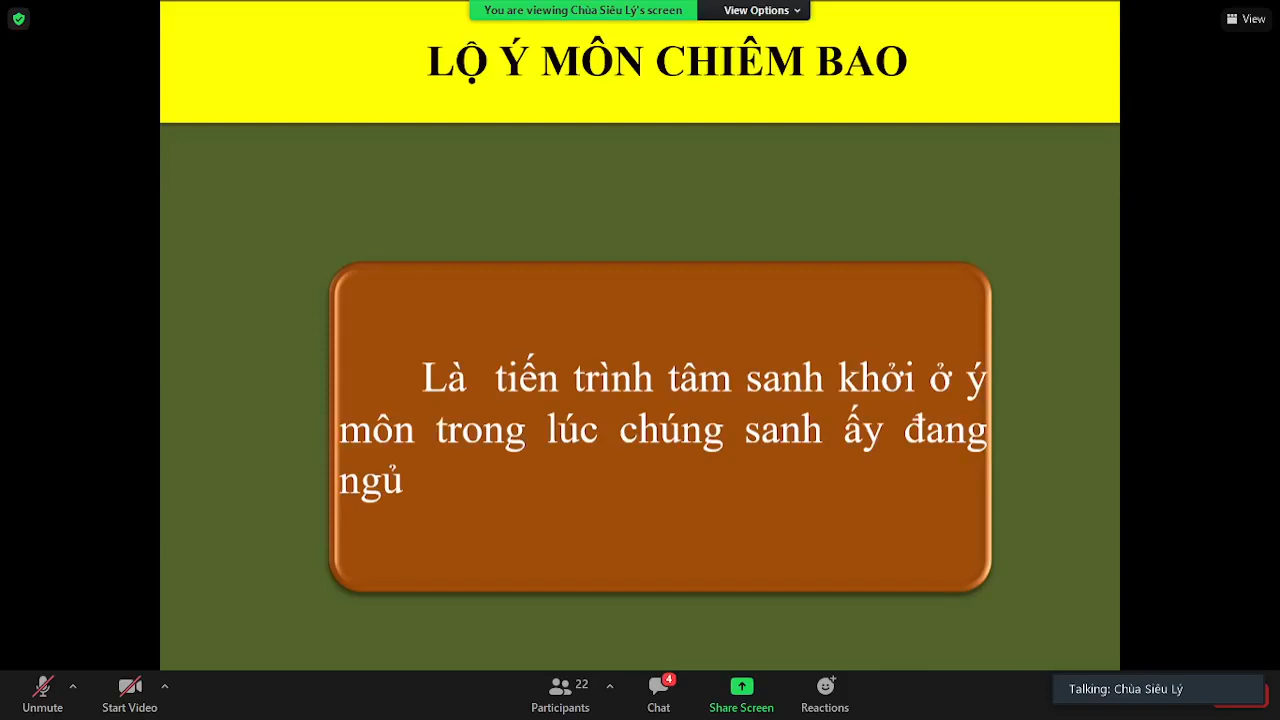 You are viewing Chùa Siêu Lý's screen
View Options
View
LỘ Ý MÔN CHIÊM BAO
Là tiến trình tâm sanh khởi ở ý
môn trong lúc chúng sanh ấy đang
ngủ
Unmute
Start Video
22
Participants
4
Chat
Share Screen
Reactions
Talking: Chùa Siêu Lý